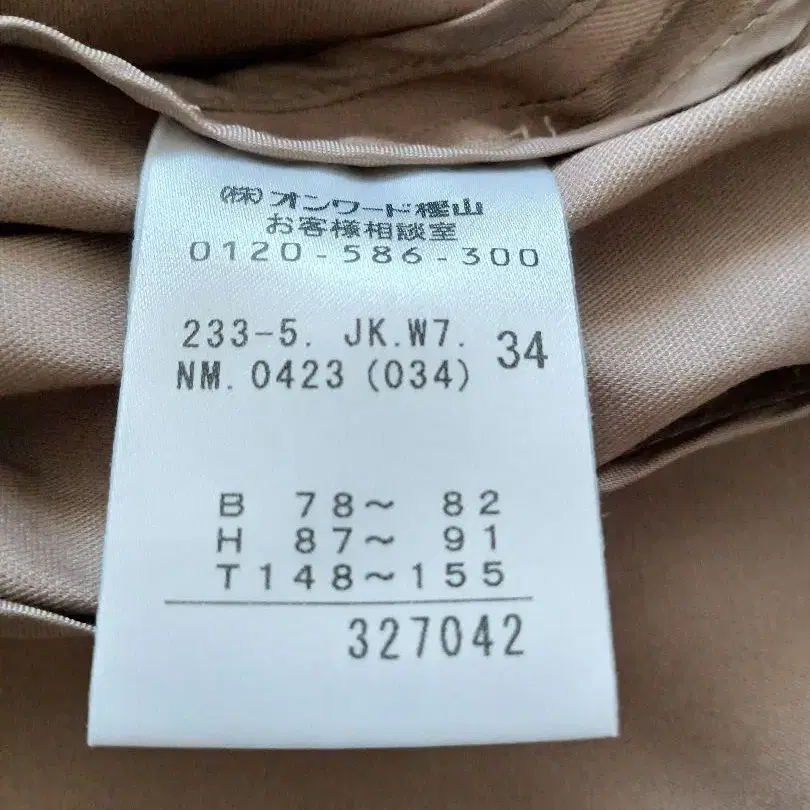 (株)オンワード樫山
お客様相談室
0120-586-300
233-5. JK.W7. 34
NM. 0423 (034)
B 78～ 82
H 87～ 91
T148～155
327042